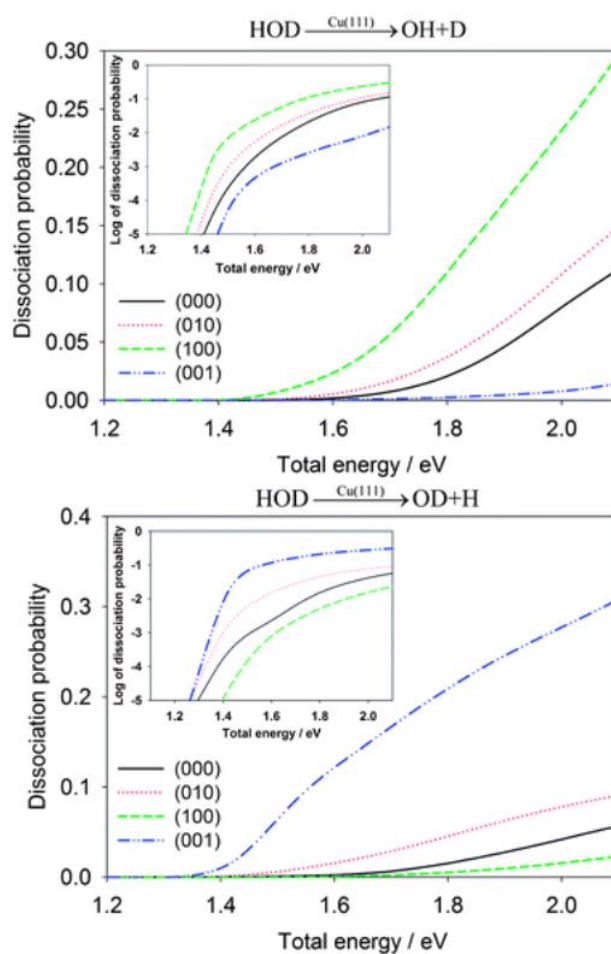 HOD Cu(111) OH+D
0.30
0.25
0.20
0.15
0.10
0.05
0.00
Dissociation probability
0
-1
-2
-3
-4
-5
Log of dissociation probability
1.2 1.4 1.6 1.8 2.0
Total energy / eV
(000)
(010)
(100)
(001)
1.2 1.4 1.6 1.8 2.0
Total energy / eV
HOD Cu(111) OD+H
0.4
0.3
0.2
0.1
0.0
Dissociation probability
0
-1
-2
-3
-4
-5
Log of dissociation probability
1.2 1.4 1.6 1.8 2.0
Total energy / eV
(000)
(010)
(100)
(001)
1.2 1.4 1.6 1.8 2.0
Total energy / eV